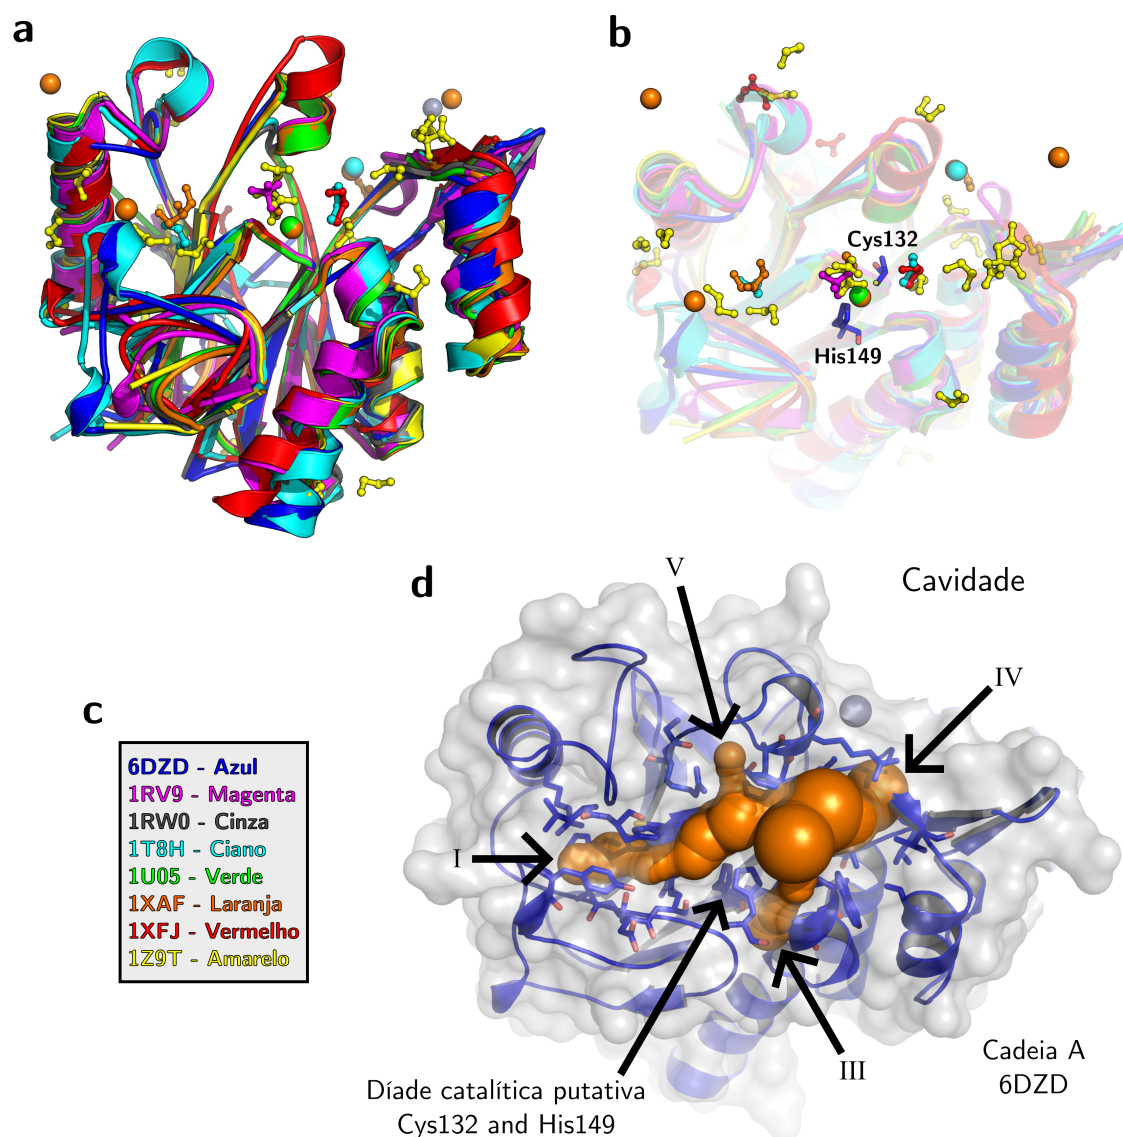 a
b
Cys132
His149
c
6DZD - Azul
1RV9 - Magenta
1RW0 - Cinza
1T8H - Ciano
1U05 - Verde
1XAF - Laranja
1XFJ - Vermelho
1Z9T - Amarelo
d
V
Cavidade
IV
I
III
Díade catalítica putativa
Cys132 and His149
Cadeia A
6DZD